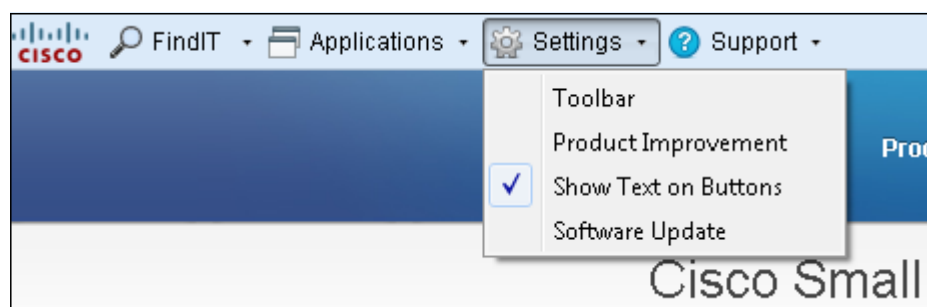 CISCO FindIT Applications Settings Support
Toolbar
Product Improvement
Show Text on Buttons
Software Update
Cisco Small